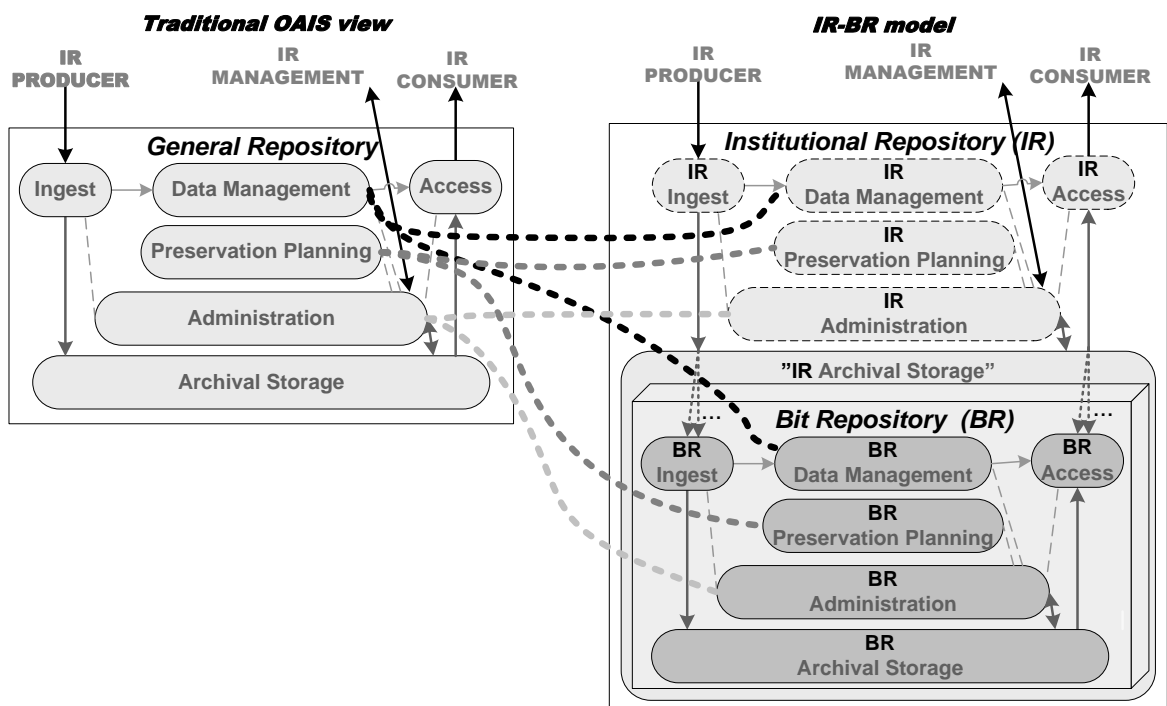 Traditional OAIS view
IR
PRODUCER
IR
MANAGEMENT
IR
CONSUMER
General Repository
Ingest
Data Management
Access
Preservation Planning
Administration
Archival Storage
IR-BR model
IR
PRODUCER
IR
MANAGEMENT
IR
CONSUMER
Institutional Repository (IR)
IR
Ingest
IR
Data Management
IR
Access
IR
Preservation Planning
IR
Administration
”IR Archival Storage”
...
...
Bit Repository (BR)
BR
Ingest
BR
Data Management
BR
Access
BR
Preservation Planning
BR
Administration
BR
Archival Storage